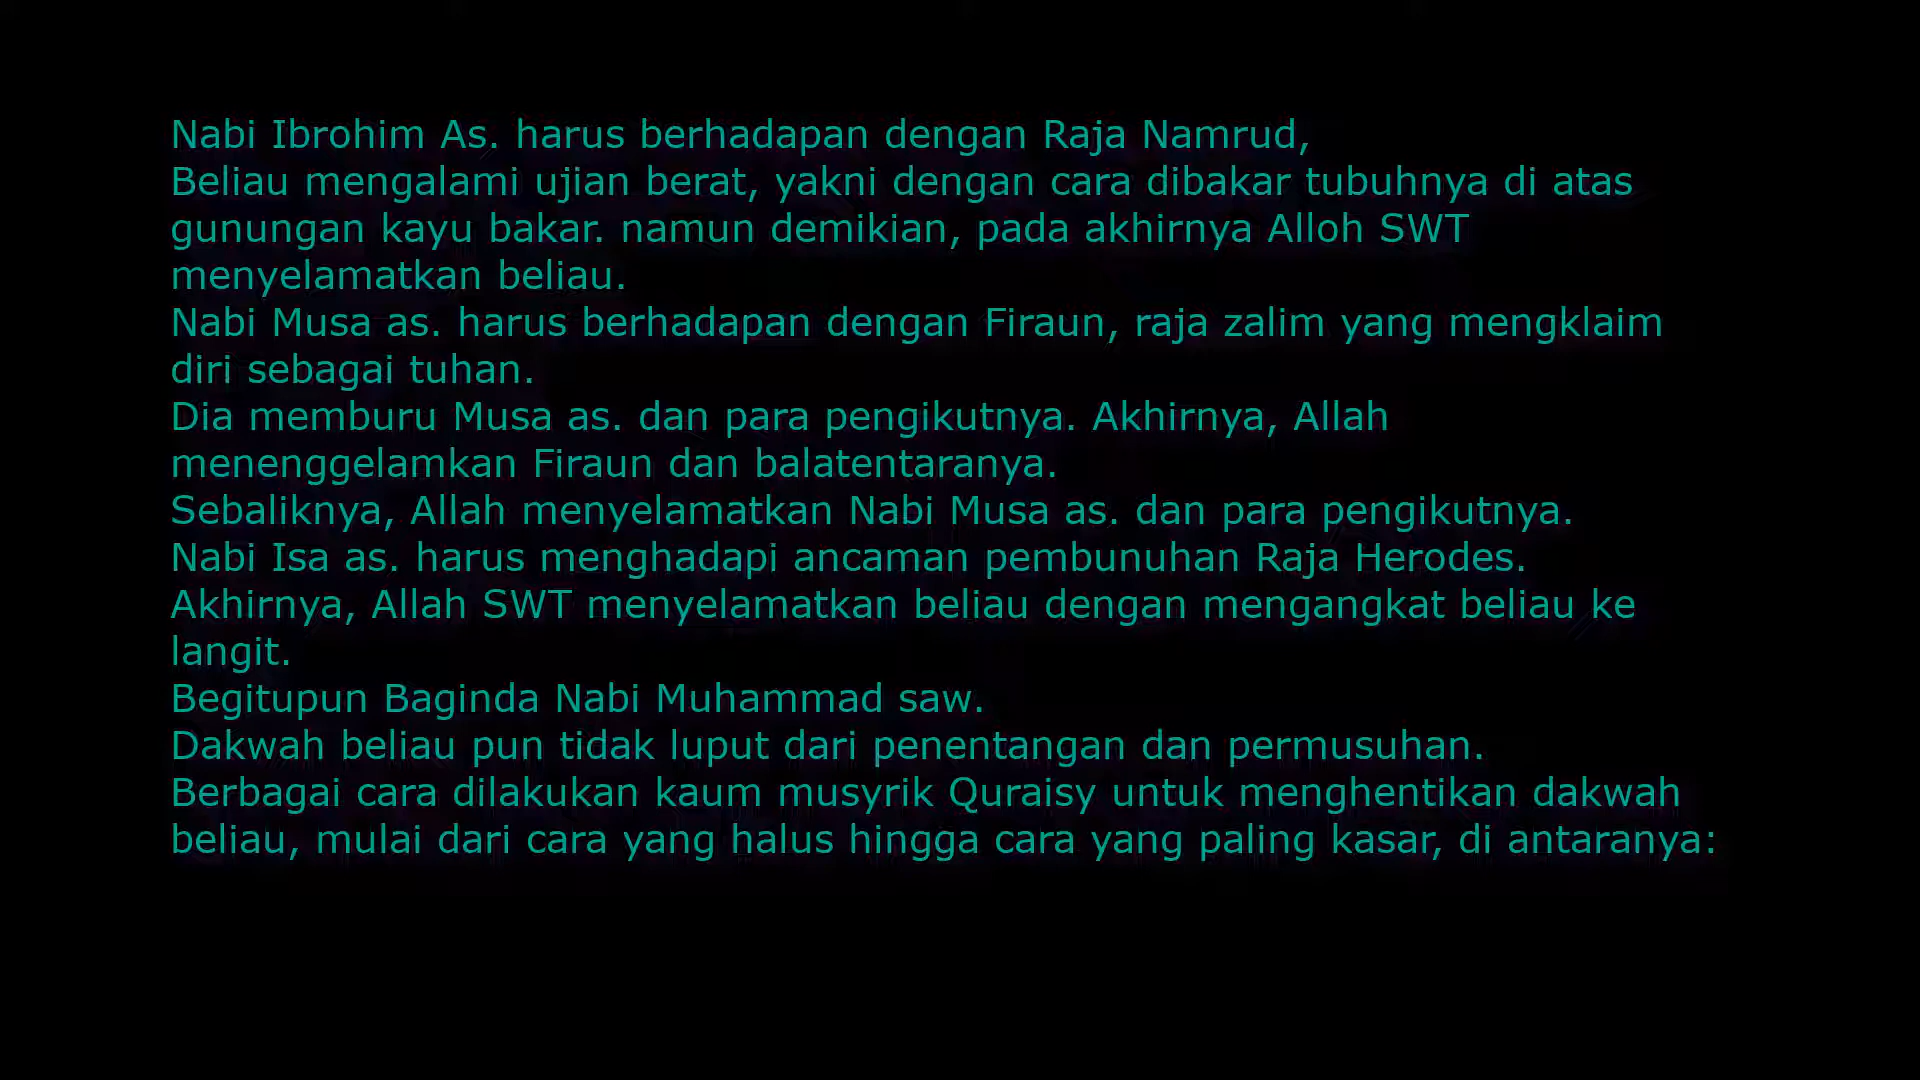 Nabi Ibrohim As. harus berhadapan dengan Raja Namrud,
Beliau mengalami ujian berat, yakni dengan cara dibakar tubuhnya di atas
gunungan kayu bakar. namun demikian, pada akhirnya Alloh SWT
menyelamatkan beliau.
Nabi Musa as. harus berhadapan dengan Firaun, raja zalim yang mengklaim
diri sebagai tuhan.
Dia memburu Musa as. dan para pengikutnya. Akhirnya, Allah
menenggelamkan Firaun dan balatentaranya.
Sebaliknya, Allah menyelamatkan Nabi Musa as. dan para pengikutnya.
Nabi Isa as. harus menghadapi ancaman pembunuhan Raja Herodes.
Akhirnya, Allah SWT menyelamatkan beliau dengan mengangkat beliau ke
langit.
Begitupun Baginda Nabi Muhammad saw.
Dakwah beliau pun tidak luput dari penentangan dan permusuhan.
Berbagai cara dilakukan kaum musyrik Quraisy untuk menghentikan dakwah
beliau, mulai dari cara yang halus hingga cara yang paling kasar, di antaranya: